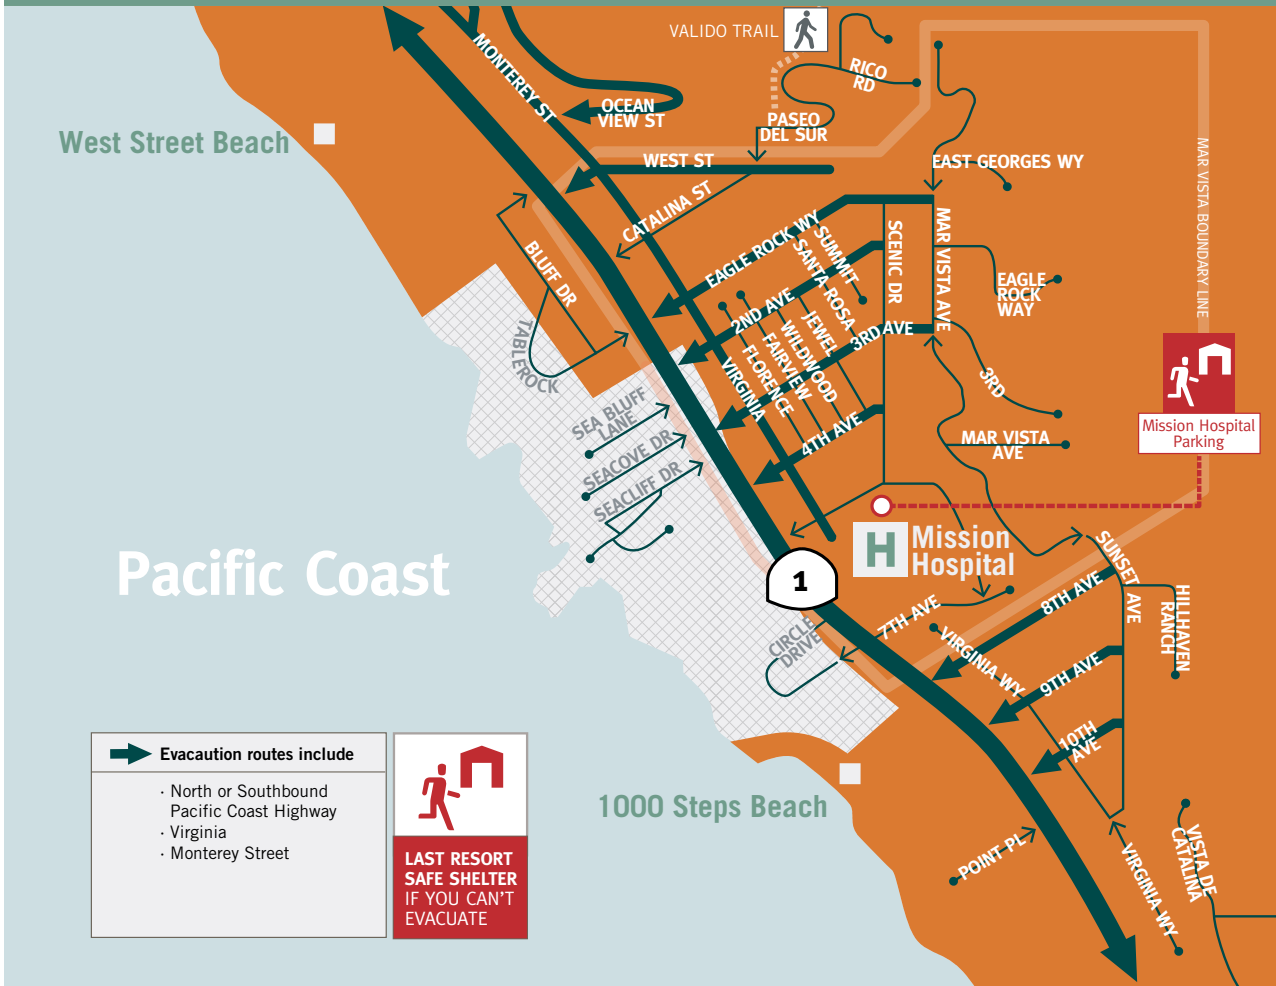 VALIDO TRAIL
RICO
RD
MONTEREY ST
OCEAN
VIEW ST
PASEO
DEL SUR
West Street Beach
WEST ST
EAST GEORGES WY
MAR VISTA BOUNDARY LINE
CATALINA ST
BLUFF DR
EAGLE ROCK WY
SUMMIT
SANTA ROSA
SCENIC DR
MAR VISTA AVE
EAGLE
ROCK
WAY
2ND AVE
JEWEL
3RD AVE
WILDWOOD
FAIRVIEW
FLORENCE
VIRGINIA
TABLEROCK
3RD
SEA BLUFF
LANE
4TH AVE
MAR VISTA
AVE
Mission Hospital
Parking
SEACOVE DR
SEACLIFF DR
H
Mission
Hospital
Pacific Coast
1
SUNSET
AVE
8TH AVE
HILLHAVEN
RANCH
7TH AVE
CIRCLE
DRIVE
VIRGINIA WY
9TH AVE
10TH
AVE
Evacaution routes include
· North or Southbound
Pacific Coast Highway
· Virginia
· Monterey Street
LAST RESORT
SAFE SHELTER
IF YOU CAN'T
EVACUATE
1000 Steps Beach
POINT PL
VIRGINIA WY
VISTA DE
CATALINA